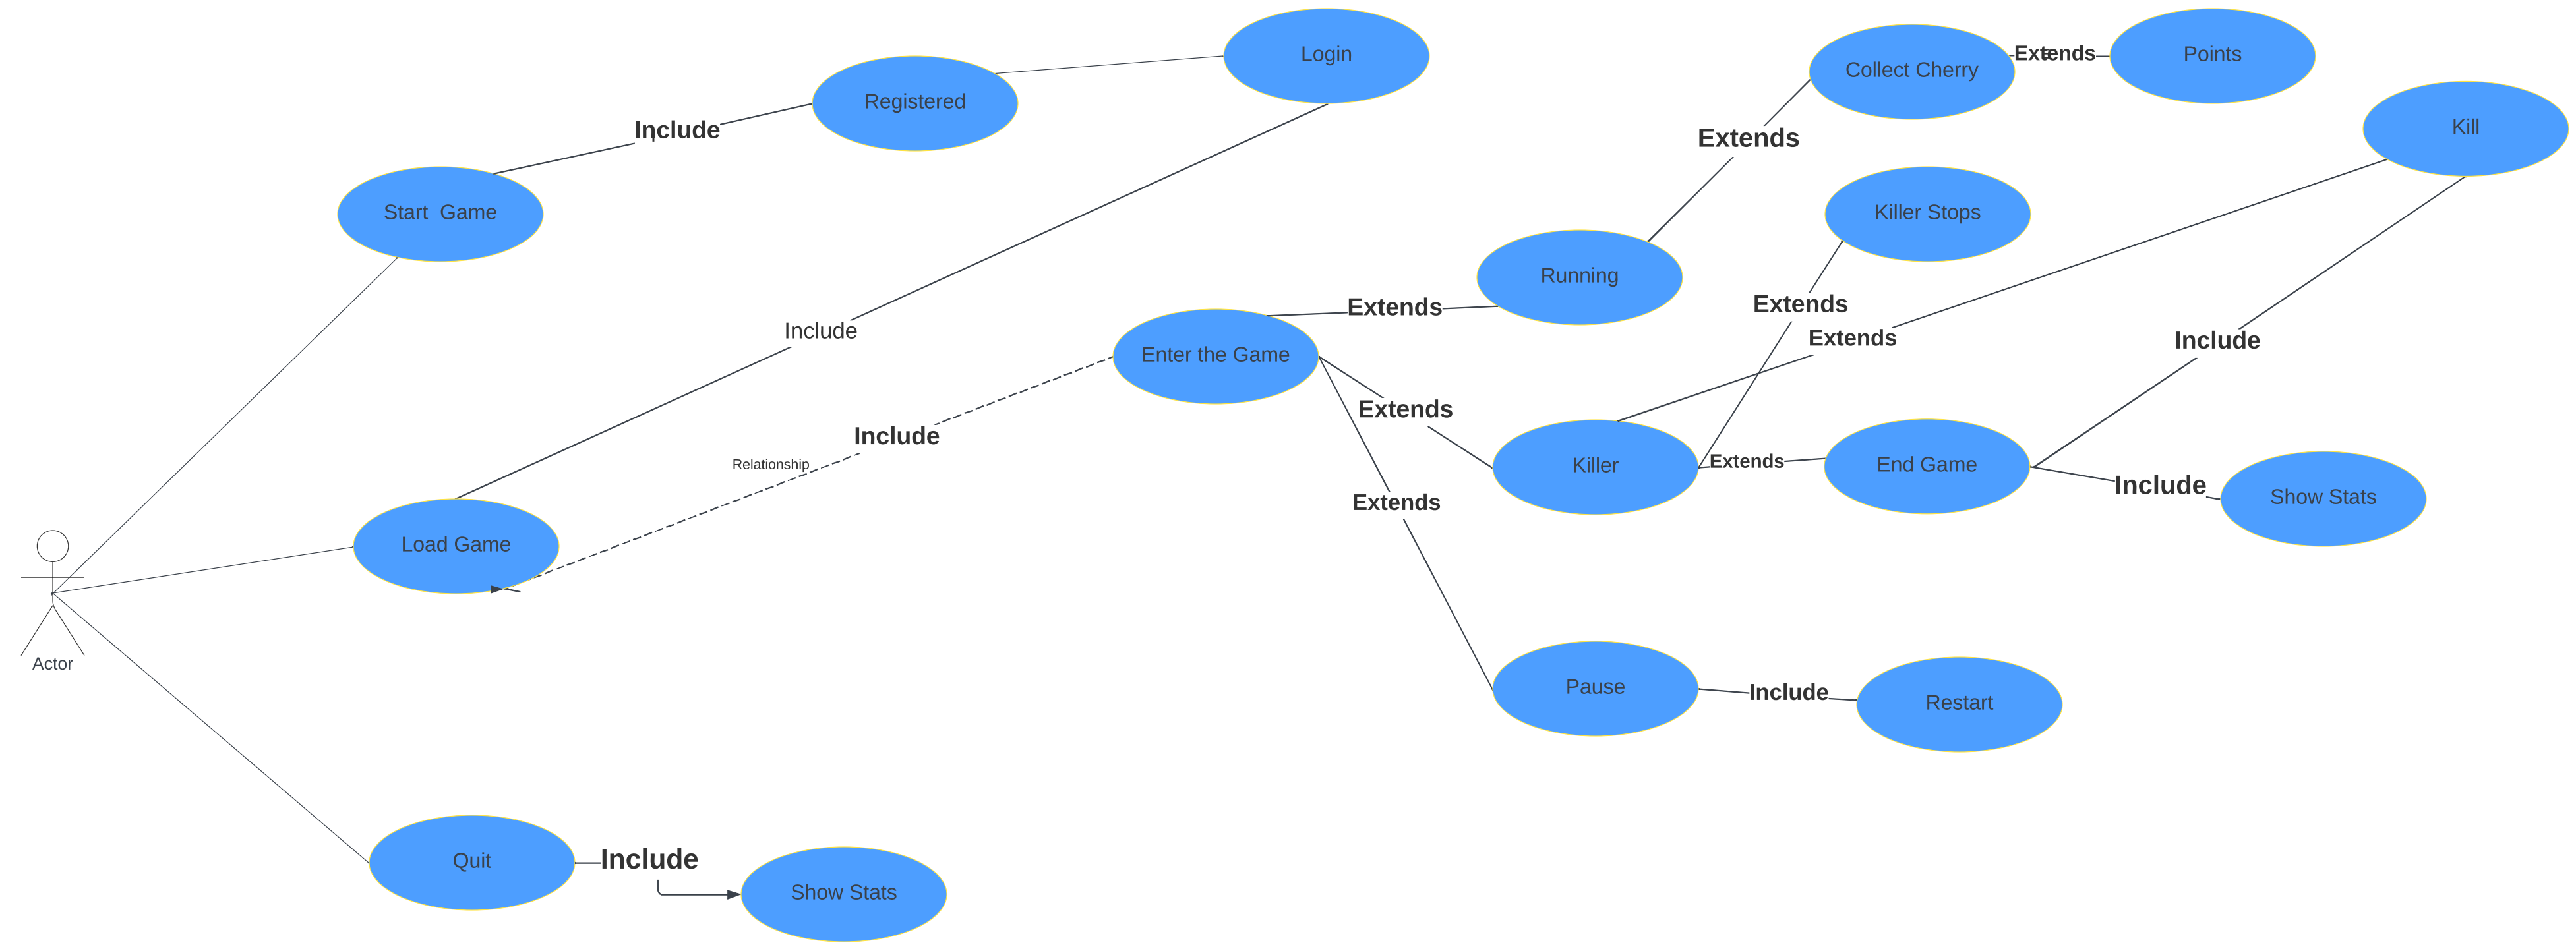 Login
Collect Cherry
Extends
Points
Registered
Include
Kill
Extends
Start  Game
Killer Stops
Running
Extends
Extends
Include
Extends
Include
Enter the Game
Extends
Include
Relationship
Killer
Extends
End Game
Include
Show Stats
Extends
Load Game
Actor
Pause
Include
Restart
Quit
Include
Show Stats